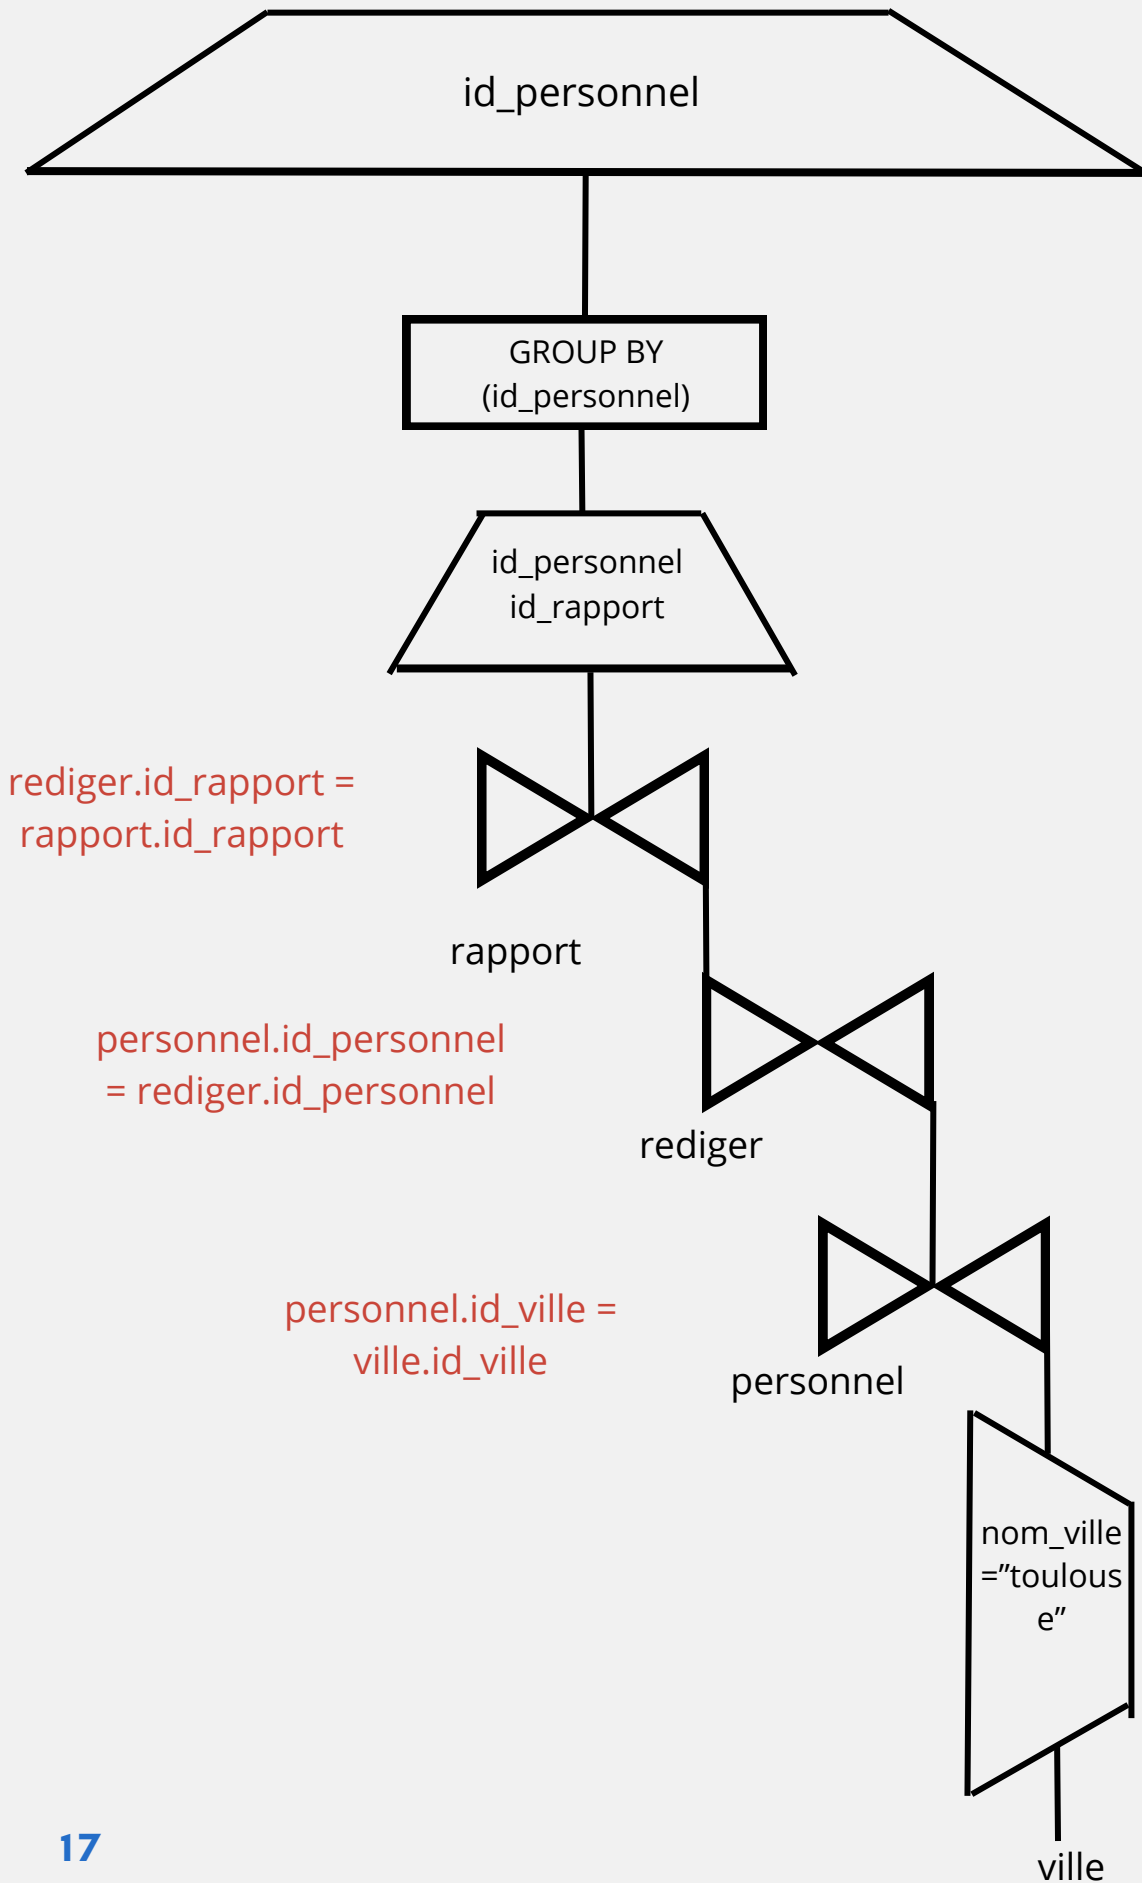 id_personnel
GROUP BY
(id_personnel)
id_personnel
id_rapport
rediger.id_rapport =
rapport.id_rapport
rapport
personnel.id_personnel
= rediger.id_personnel
rediger
personnel.id_ville =
ville.id_ville
personnel
nom_ville
=”toulous
e”
17
ville